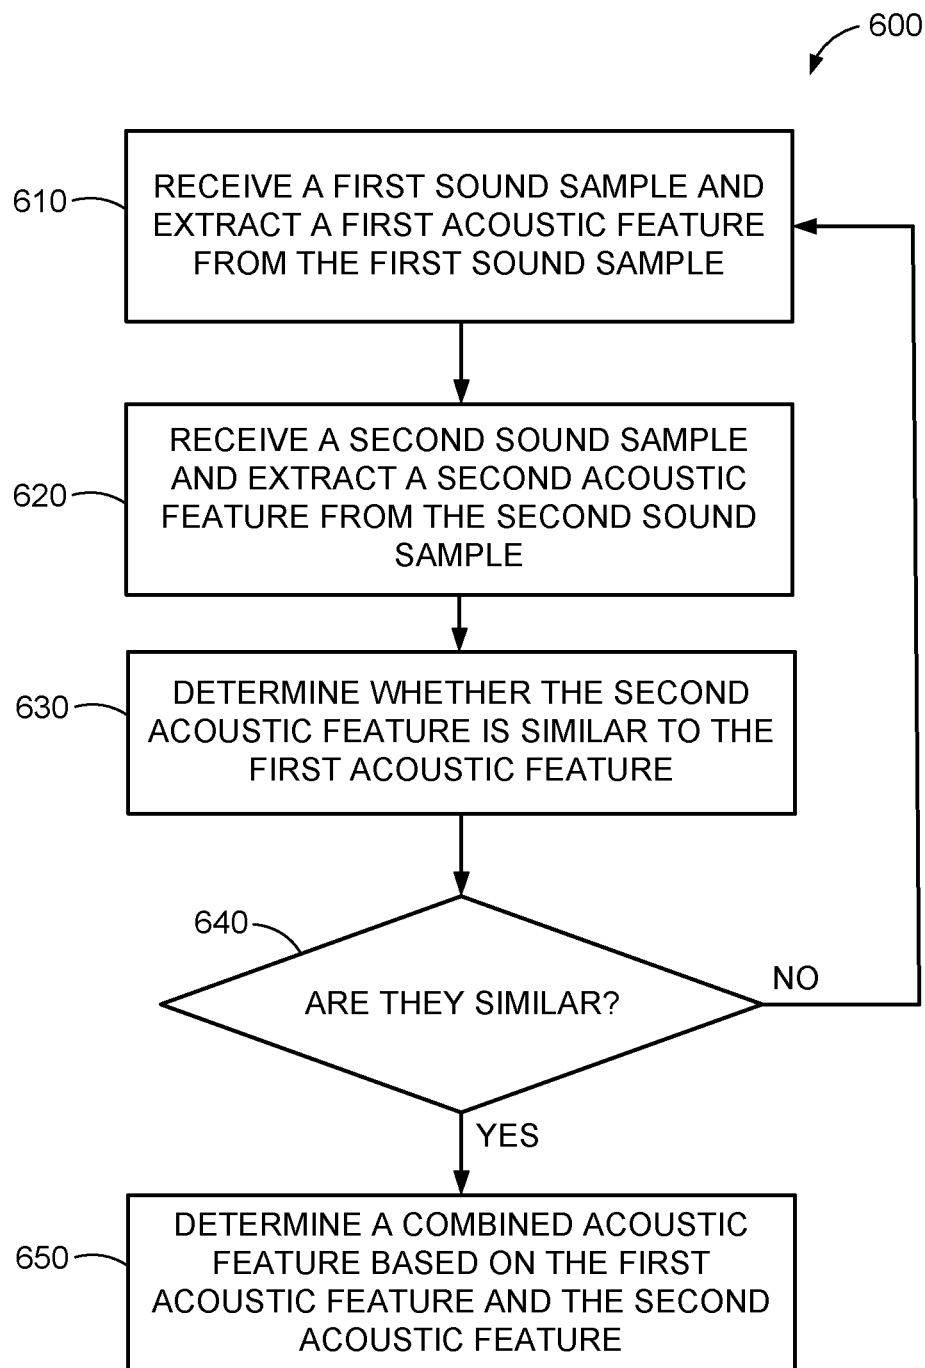 600
610
RECEIVE A FIRST SOUND SAMPLE AND
EXTRACT A FIRST ACOUSTIC FEATURE
FROM THE FIRST SOUND SAMPLE
620
RECEIVE A SECOND SOUND SAMPLE
AND EXTRACT A SECOND ACOUSTIC
FEATURE FROM THE SECOND SOUND
SAMPLE
630
DETERMINE WHETHER THE SECOND
ACOUSTIC FEATURE IS SIMILAR TO THE
FIRST ACOUSTIC FEATURE
640
ARE THEY SIMILAR?
NO
YES
650
DETERMINE A COMBINED ACOUSTIC
FEATURE BASED ON THE FIRST
ACOUSTIC FEATURE AND THE SECOND
ACOUSTIC FEATURE